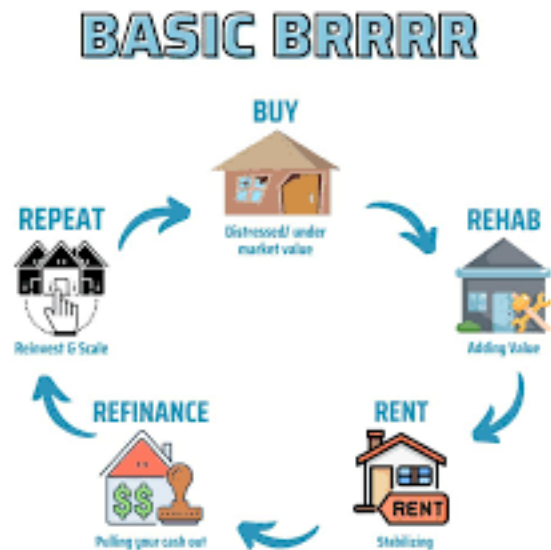 BASIC BRRRR
BUY
Distressed/ under
market value
REHAB
Adding Value
RENT
RENT
Stabilizing
REFINANCE
$$
Pulling your cash out
REPEAT
Reinvest & Scale